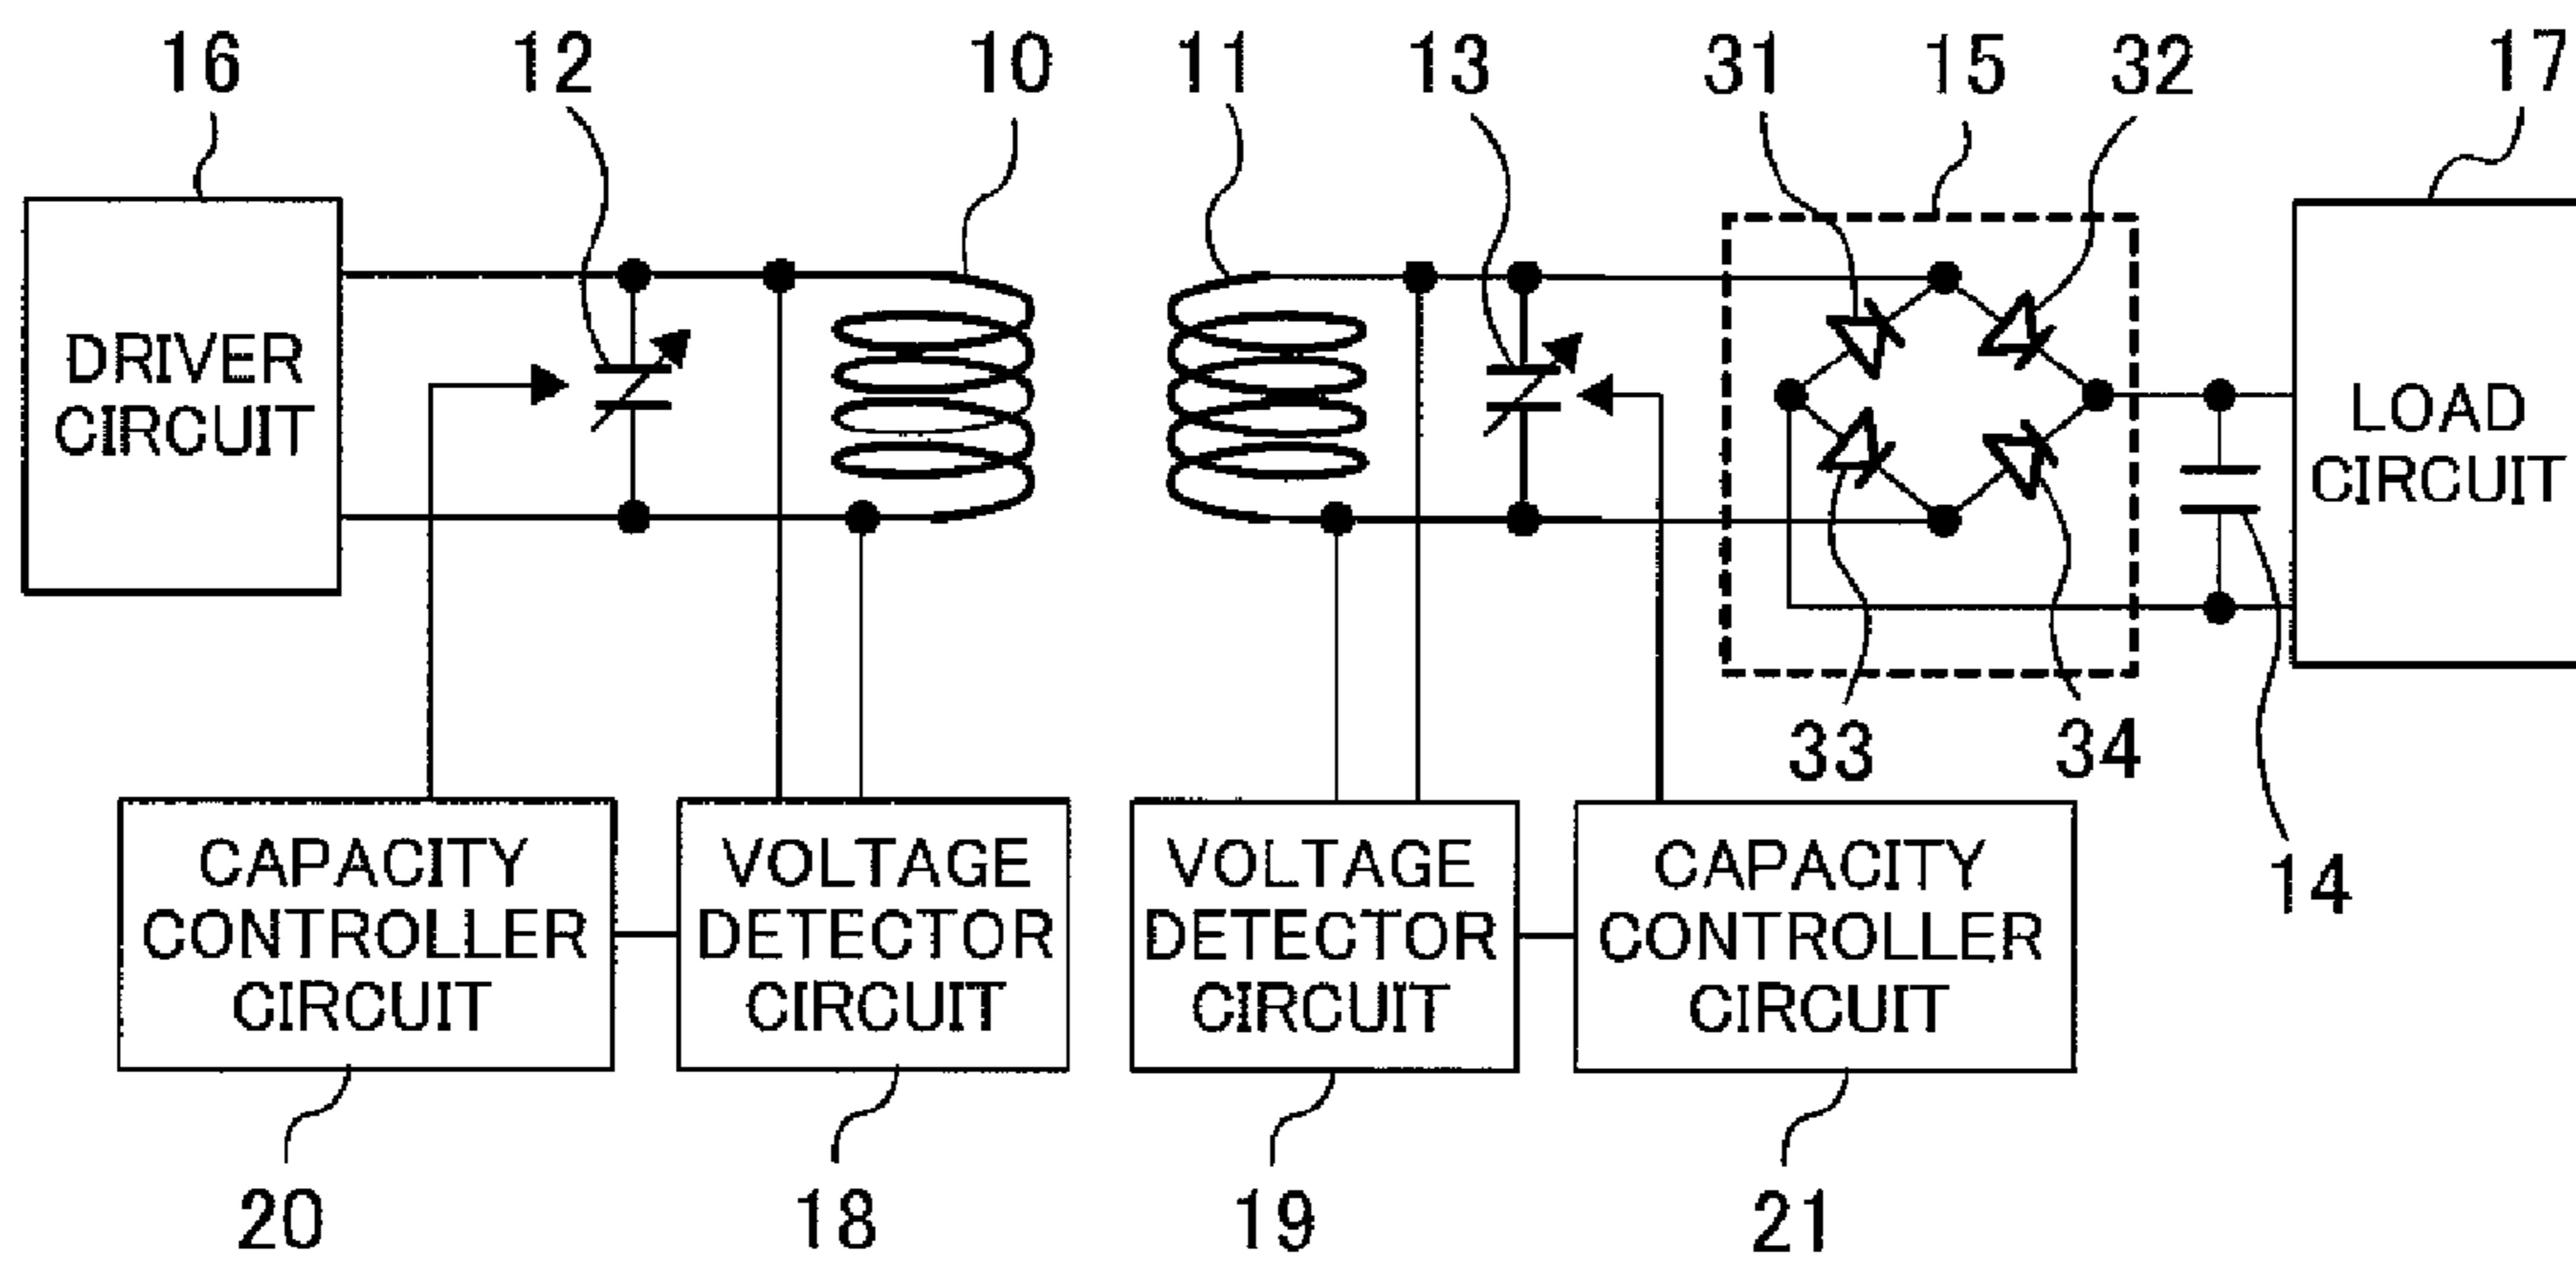 16 12 10 11 13 31 15 32 17
DRIVER
CIRCUIT
LOAD
CIRCUIT
33 34
14
CAPACITY
CONTROLLER
CIRCUIT
VOLTAGE
DETECTOR
CIRCUIT
VOLTAGE
DETECTOR
CIRCUIT
CAPACITY
CONTROLLER
CIRCUIT
20 18 19 21